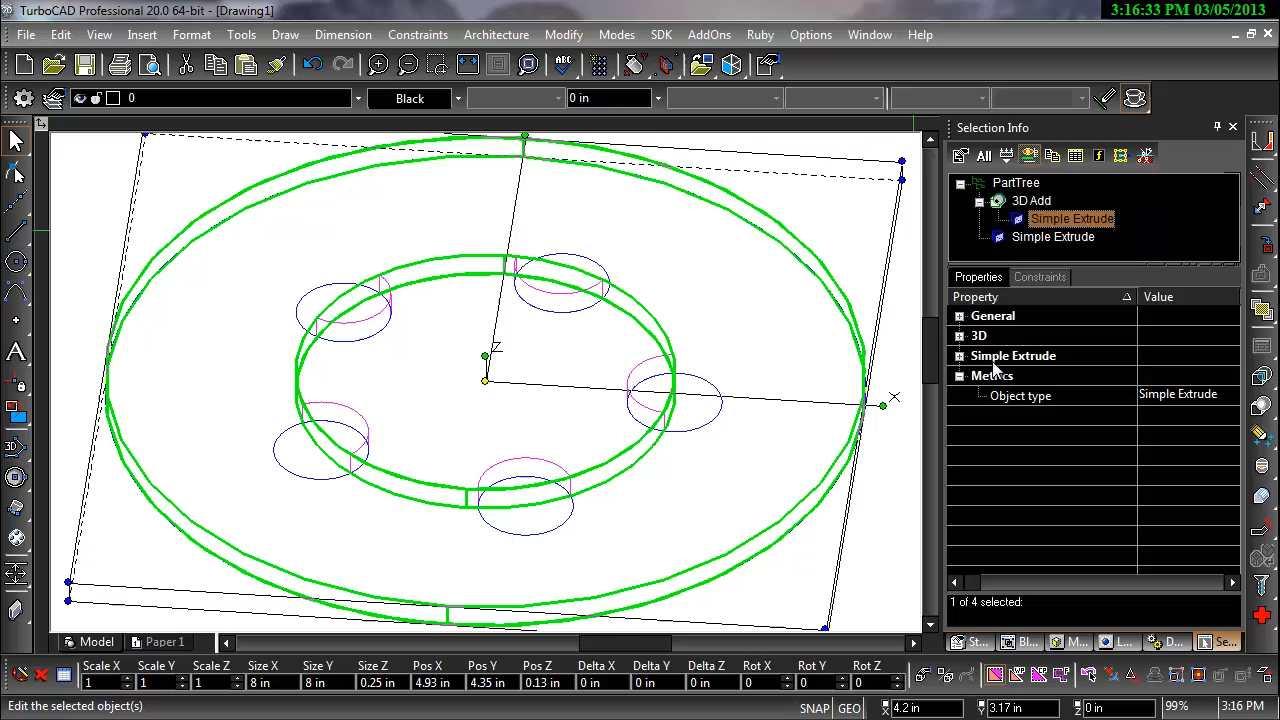 TurboCAD Professional 20.0 64-bit - [Drawing1]
3:16:33 PM 03/05/2013
File Edit View Insert Format Tools Draw Dimension Constraints Architecture Modify Modes SDK AddOns Ruby Options Window Help
ABC
0 Black 0 in
Selection Info
All
PartTree
3D Add
Simple Extrude
Simple Extrude
Properties Constraints
Property Value
General
3D
Simple Extrude
Metrics
Object type Simple Extrude
Z
X
1 of 4 selected:
Model Paper 1
St... Bl... M... L... D... Se...
Scale X Scale Y Scale Z Size X Size Y Size Z Pos X Pos Y Pos Z Delta X Delta Y Delta Z Rot X Rot Y Rot Z
1 1 1 8 in 8 in 0.25 in 4.93 in 4.35 in 0.13 in 0 in 0 in 0 in 0 0 0
Edit the selected object(s) SNAP GEO X 4.2 in Y 3.17 in Z 0 in 99% 3:16 PM